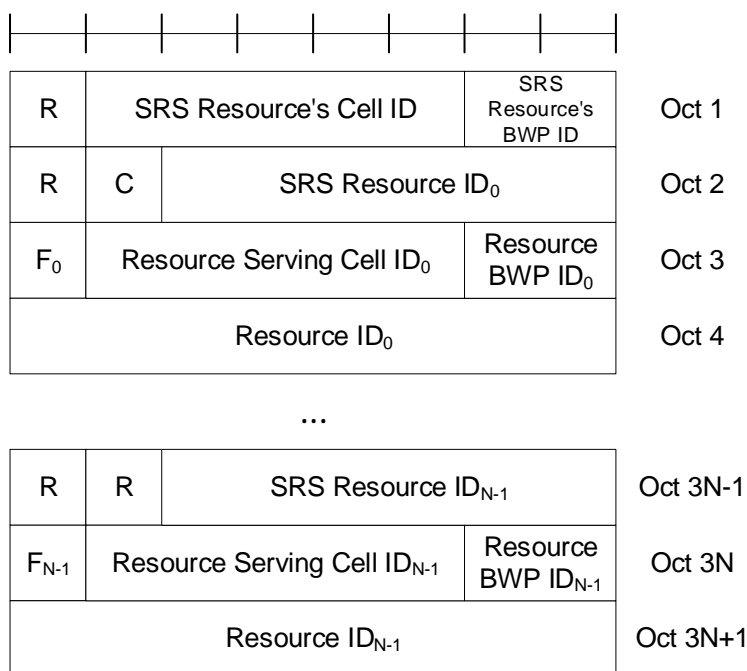 R SRS Resource's Cell ID SRS Resource's BWP ID Oct 1
R C SRS Resource ID0 Oct 2
F0 Resource Serving Cell ID0 Resource BWP ID0 Oct 3
Resource ID0 Oct 4
...
R R SRS Resource IDN-1 Oct 3N-1
FN-1 Resource Serving Cell IDN-1 Resource BWP IDN-1 Oct 3N
Resource IDN-1 Oct 3N+1